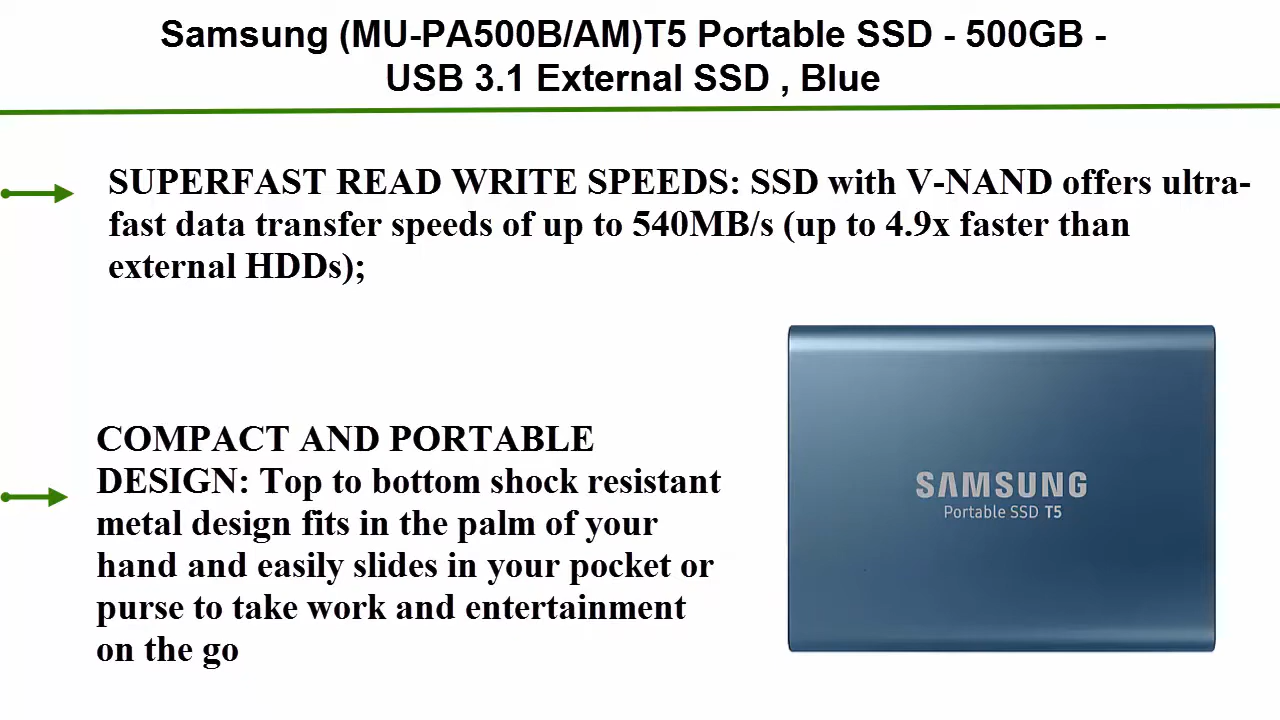 Samsung (MU-PA500B/AM)T5 Portable SSD - 500GB -
USB 3.1 External SSD , Blue
SUPERFAST READ WRITE SPEEDS: SSD with V-NAND offers ultra-
fast data transfer speeds of up to 540MB/s (up to 4.9x faster than
external HDDs);
COMPACT AND PORTABLE
DESIGN: Top to bottom shock resistant
metal design fits in the palm of your
hand and easily slides in your pocket or
purse to take work and entertainment
on the go
SAMSUNG
Portable SSD T5